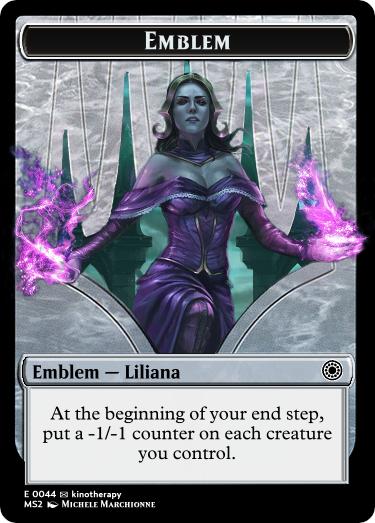 EMBLEM
Emblem — Liliana
At the beginning of your end step,
put a -1/-1 counter on each creature
you control.
E 0044 ✉ kinotherapy
MS2 MICHELE MARCHIONNE